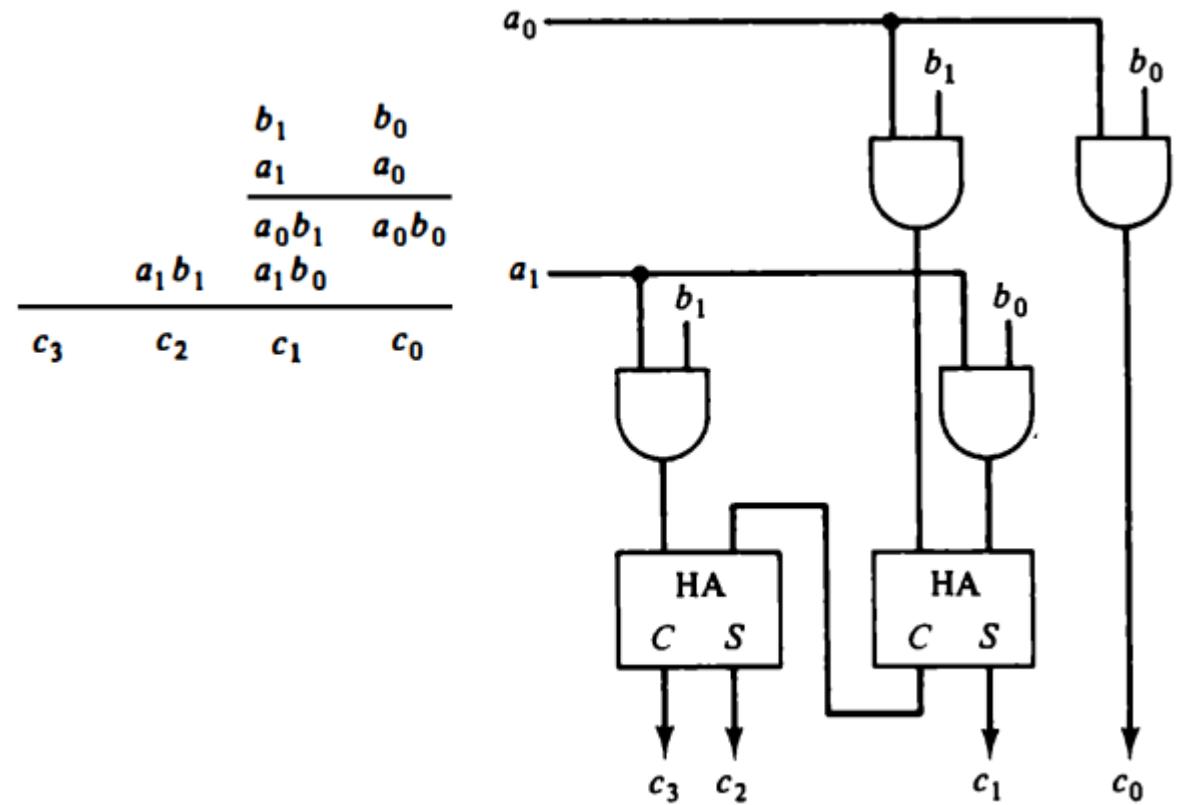 b₁ b₀
a₁ a₀
a₀b₁ a₀b₀
a₁b₁ a₁b₀
c₃ c₂ c₁ c₀
a₀
b₁ b₀
a₁
b₁ b₀
HA HA
C S C S
c₃ c₂ c₁ c₀